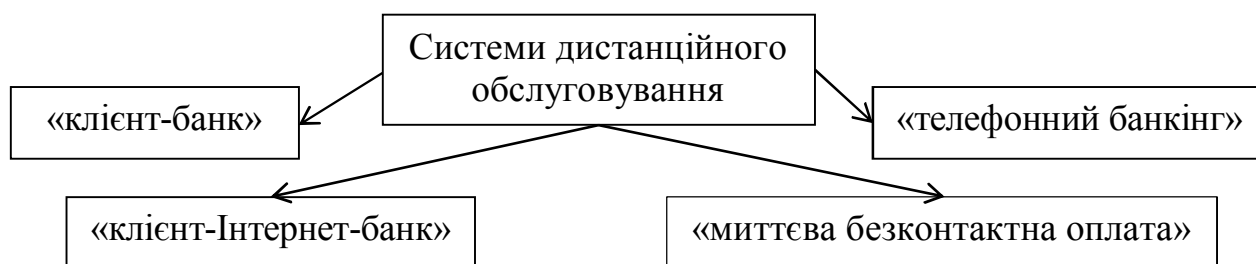 Системи дистанційного
обслуговування
«клієнт-банк»
«телефонний банкінг»
«клієнт-Інтернет-банк»
«миттєва безконтактна оплата»